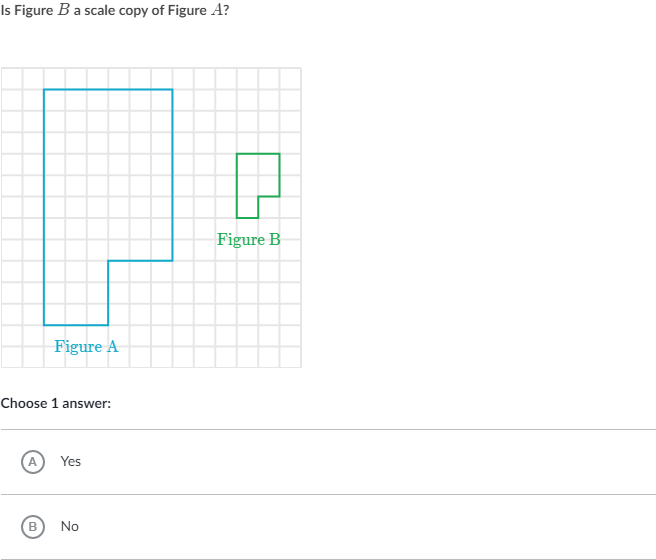 Is Figure B a scale copy of Figure A?
Figure B
Figure A
Choose 1 answer:
A Yes
B No